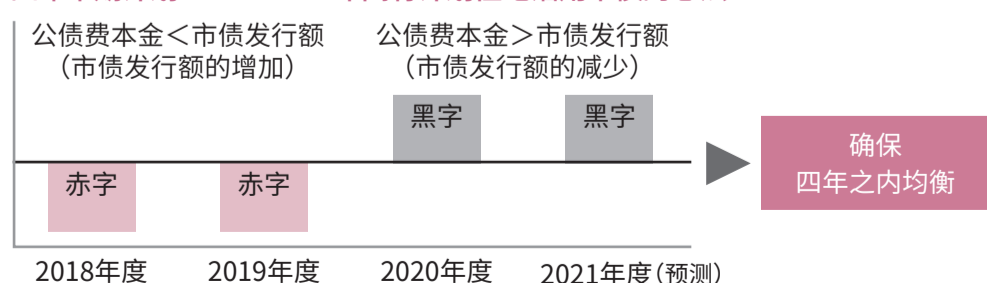 公债费本金＜市债发行额
（市债发行额的增加）
公债费本金＞市债发行额
（市债发行额的减少）
黑字
黑字
赤字
赤字
确保
四年之内均衡
2018年度
2019年度
2020年度
2021年度（预测）